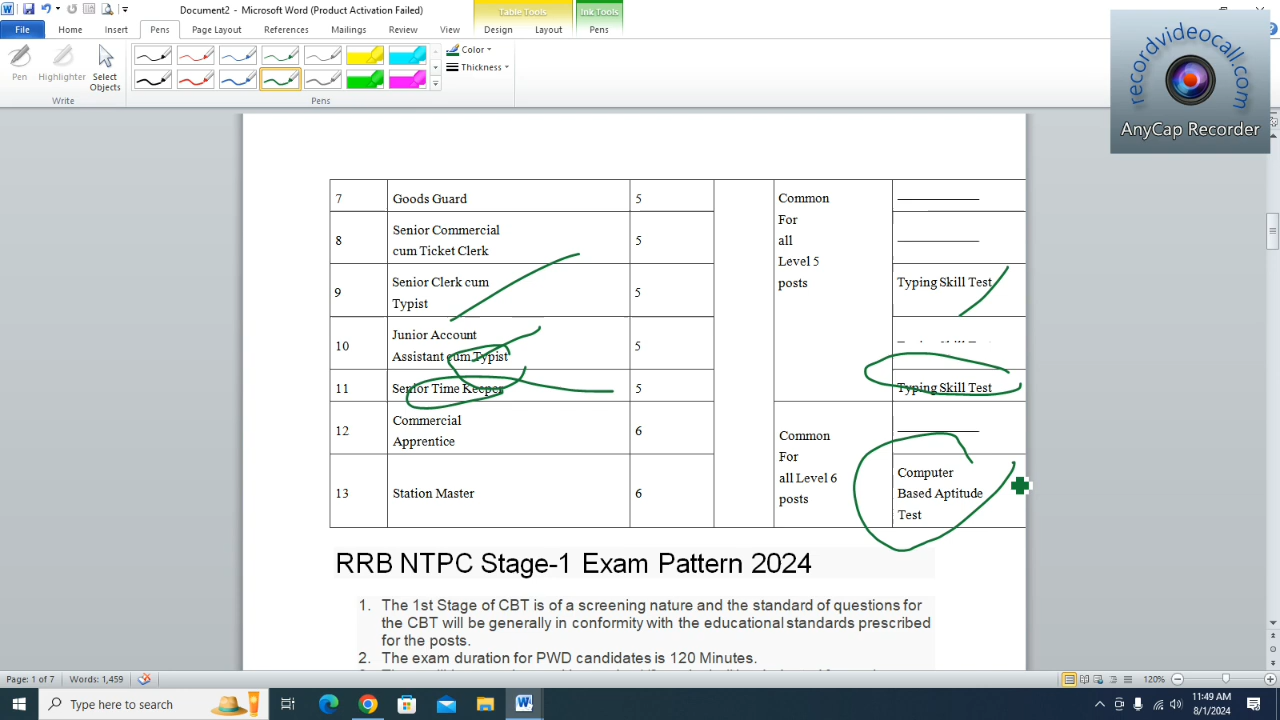 Document2 - Microsoft Word (Product Activation Failed)
Table Tools
Ink Tools
File
Home
Insert
Pens
Page Layout
References
Mailings
Review
View
Design
Layout
Pens
Pen
Highlighter
Select
Objects
Color
Thickness
Write
Pens
recordvideocall.com
AnyCap Recorder
7
Goods Guard
5
Common
For
all
Level 5
posts
8
Senior Commercial
cum Ticket Clerk
5
9
Senior Clerk cum
Typist
5
Typing Skill Test
10
Junior Account
Assistant cum Typist
5
11
Senior Time Keeper
5
Typing Skill Test
12
Commercial
Apprentice
6
Common
For
all Level 6
posts
13
Station Master
6
Computer
Based Aptitude
Test
RRB NTPC Stage-1 Exam Pattern 2024
1. The 1st Stage of CBT is of a screening nature and the standard of questions for
the CBT will be generally in conformity with the educational standards prescribed
for the posts.
2. The exam duration for PWD candidates is 120 Minutes.
Page: 1 of 7
Words: 1,459
120%
Type here to search
11:49 AM
8/1/2024